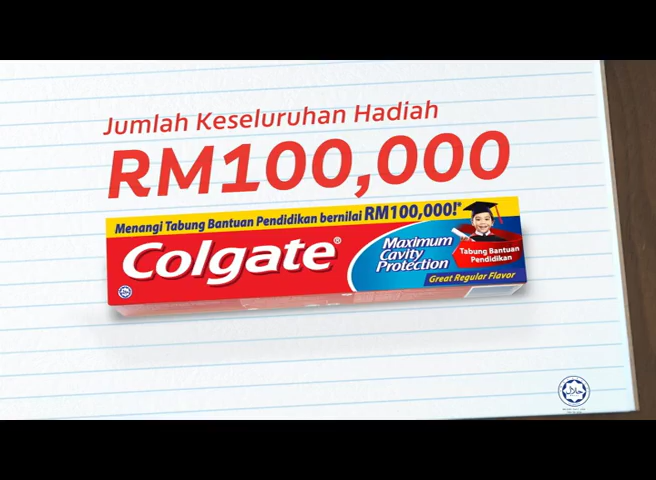 Jumlah Keseluruhan Hadiah
RM100,000
Menangi Tabung Bantuan Pendidikan bernilai RM100,000!*
Colgate®
Maximum
Cavity
Protection
Great Regular Flavor
Tabung Bantuan
Pendidikan